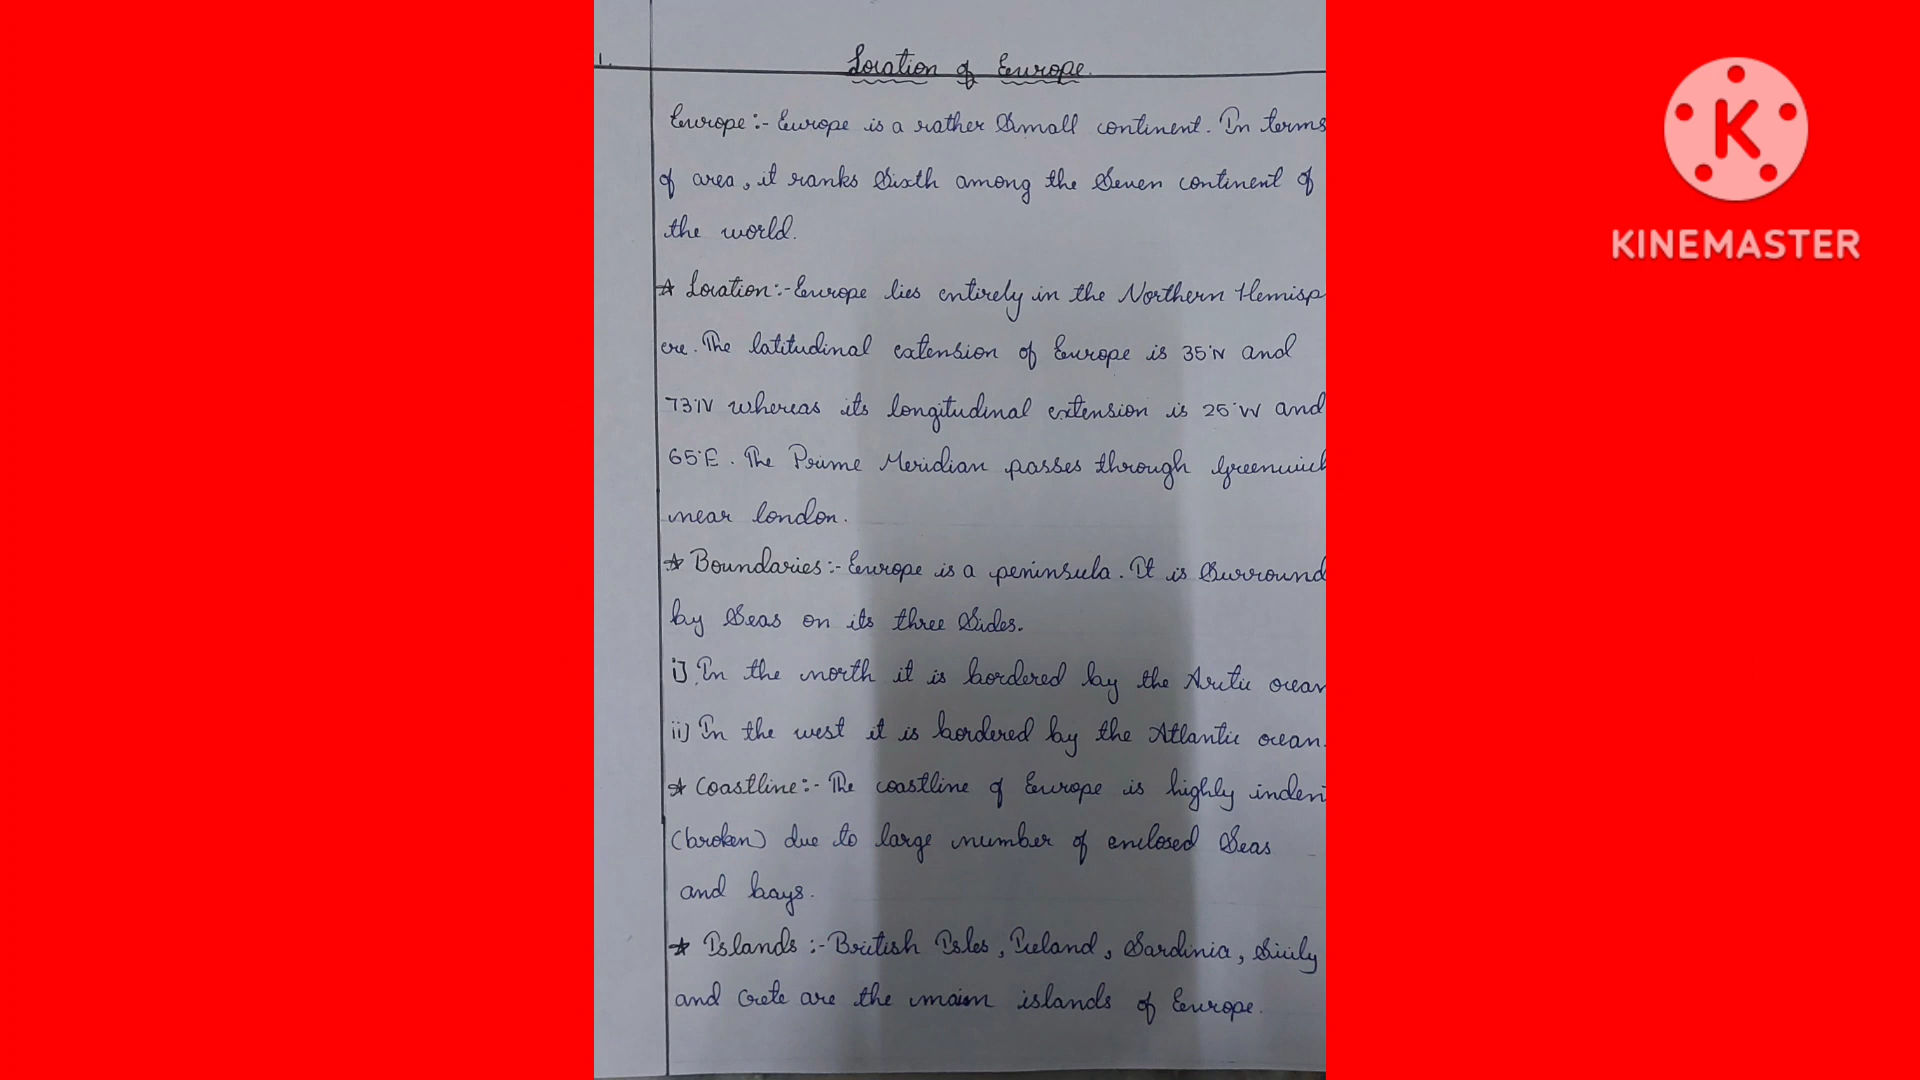 1.
Location of Europe.
Europe:- Europe is a rather Small continent. In terms
of area, it ranks Sixth among the Seven continent of
the world.
☆ Location:- Europe lies entirely in the Northern Hemisp
ere. The latitudinal extension of Europe is 35°N and
73°N whereas its longitudinal extension is 25°W and
65°E. The Prime Meridian passes through Greenwich
near london.
☆ Boundaries:- Europe is a peninsula. It is Surround
by Seas on its three Sides.
i) In the north it is bordered by the Arctic ocean
ii) In the west it is bordered by the Atlantic ocean.
☆ Coastline:- The coastline of Europe is highly inden
(broken) due to large number of enclosed Seas
and bays.
☆ Islands:- British Isles, Ireland, Sardinia, Sicily
and Crete are the main islands of Europe.
K
KINEMASTER